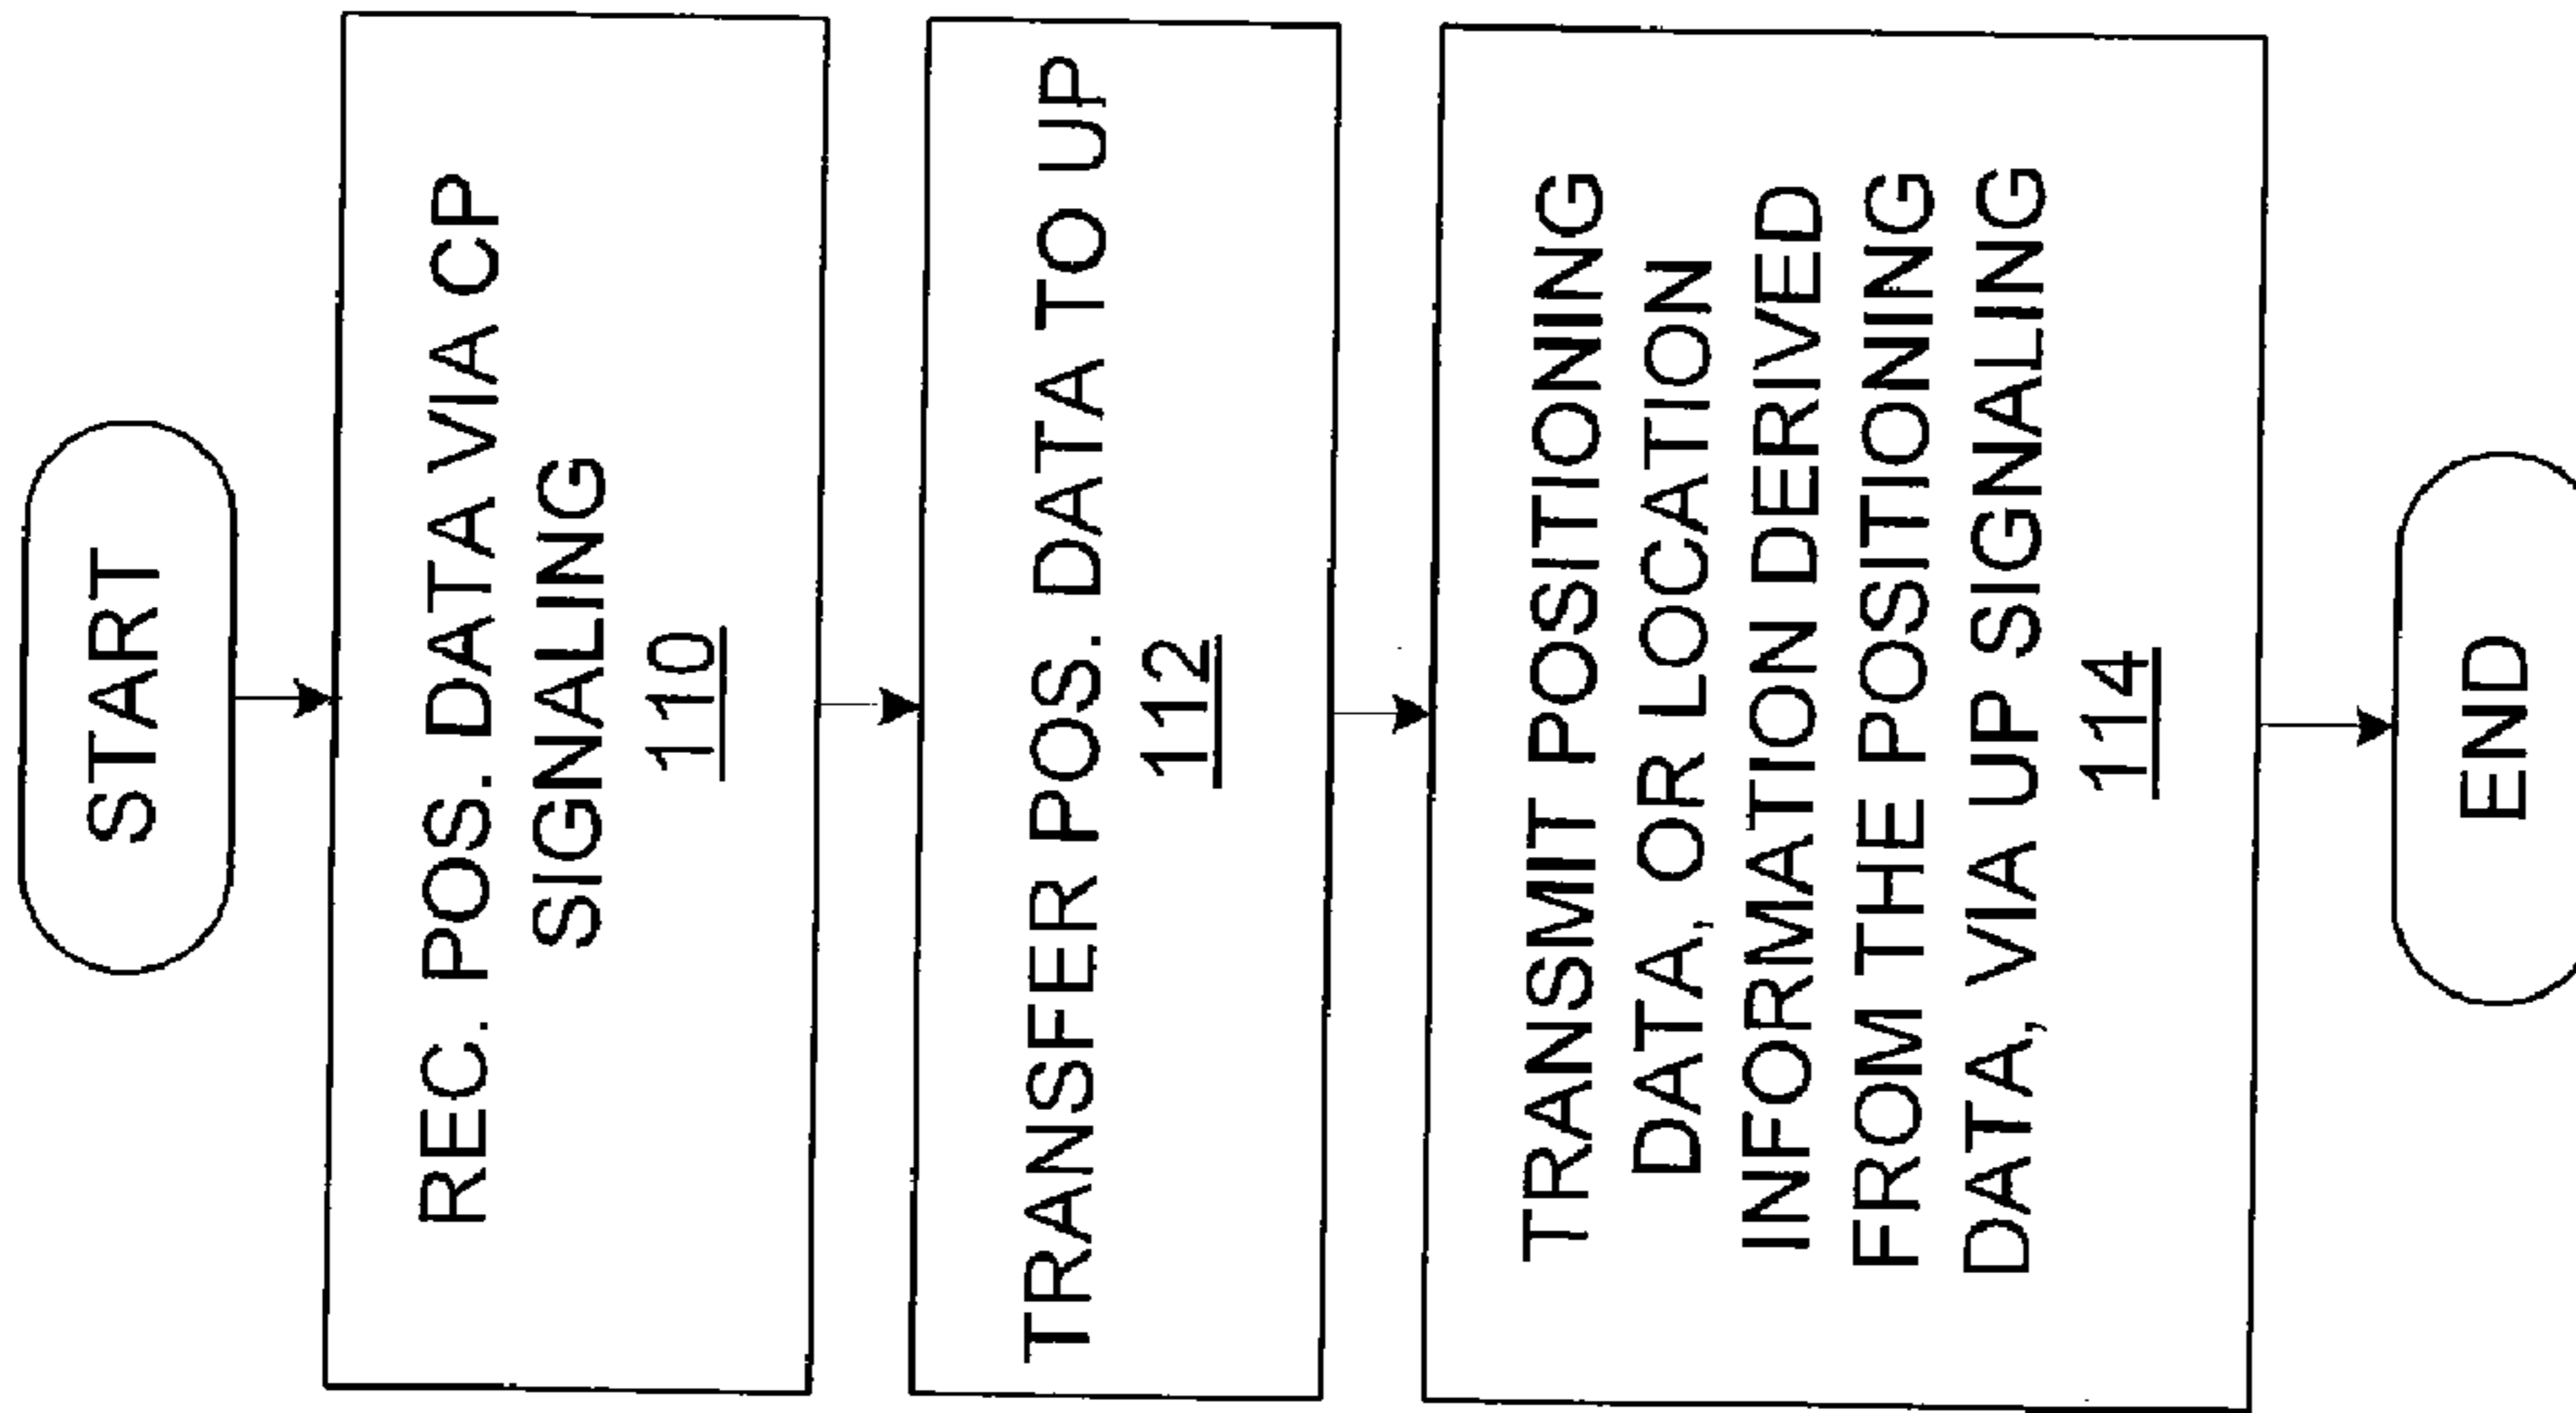 START
REC. POS. DATA VIA CP
SIGNALING
110
TRANSFER POS. DATA TO UP
112
TRANSMIT POSITIONING
DATA, OR LOCATION
INFORMATION DERIVED
FROM THE POSITIONING
DATA, VIA UP SIGNALING
114
END